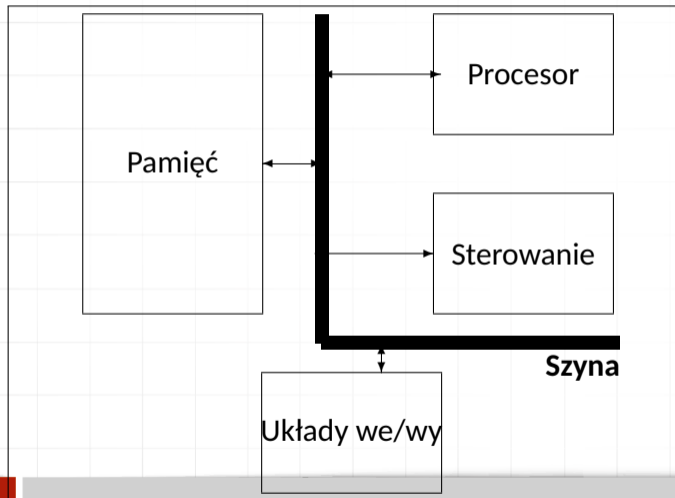 Procesor
Pamięć
Sterowanie
Szyna
Układy we/wy